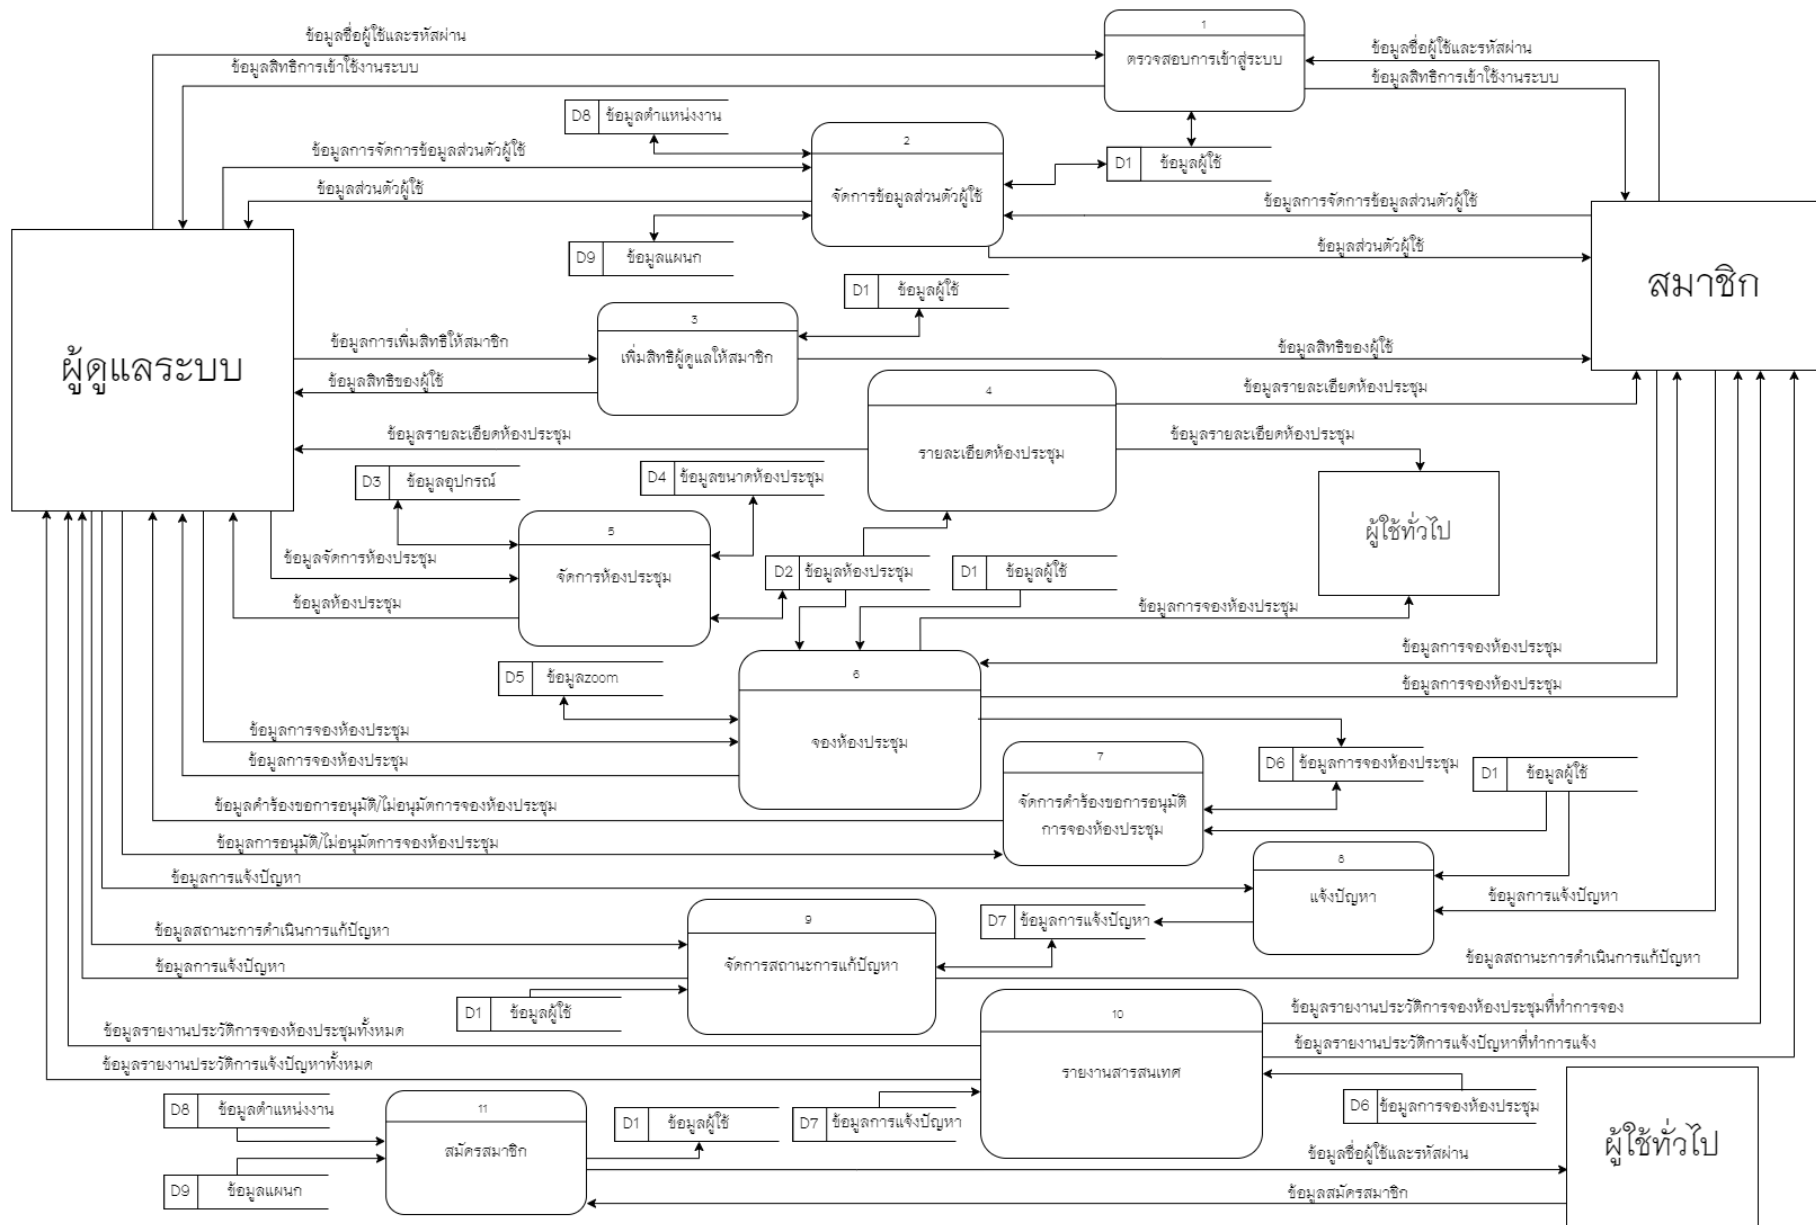 1
ข้อมูลชื่อผู้ใช้และรหัสผ่าน
ข้อมูลชื่อผู้ใช้และรหัสผ่าน
ตรวจสอบการเข้าสู่ระบบ
ข้อมูลสิทธิการเข้าใช้งานระบบ
ข้อมูลสิทธิการเข้าใช้งานระบบ
D8 ข้อมูลตำแหน่งงาน
2
ข้อมูลการจัดการข้อมูลส่วนตัวผู้ใช้
D1 ข้อมูลผู้ใช้
ข้อมูลส่วนตัวผู้ใช้
จัดการข้อมูลส่วนตัวผู้ใช้
ข้อมูลการจัดการข้อมูลส่วนตัวผู้ใช้
D9 ข้อมูลแผนก
ข้อมูลส่วนตัวผู้ใช้
สมาชิก
D1 ข้อมูลผู้ใช้
3
ผู้ดูแลระบบ
ข้อมูลการเพิ่มสิทธิให้สมาชิก
เพิ่มสิทธิผู้ดูแลให้สมาชิก
ข้อมูลสิทธิของผู้ใช้
ข้อมูลสิทธิของผู้ใช้
4
ข้อมูลรายละเอียดห้องประชุม
ข้อมูลรายละเอียดห้องประชุม
รายละเอียดห้องประชุม
ข้อมูลรายละเอียดห้องประชุม
D3 ข้อมูลอุปกรณ์
D4 ข้อมูลขนาดห้องประชุม
5
ผู้ใช้ทั่วไป
ข้อมูลจัดการห้องประชุม
จัดการห้องประชุม
D2 ข้อมูลห้องประชุม
D1 ข้อมูลผู้ใช้
ข้อมูลห้องประชุม
ข้อมูลการจองห้องประชุม
ข้อมูลการจองห้องประชุม
D5 ข้อมูลzoom
6
ข้อมูลการจองห้องประชุม
ข้อมูลการจองห้องประชุม
จองห้องประชุม
ข้อมูลการจองห้องประชุม
7
D6 ข้อมูลการจองห้องประชุม
D1 ข้อมูลผู้ใช้
ข้อมูลคำร้องขอการอนุมัติ/ไม่อนุมัตการจองห้องประชุม
จัดการคำร้องขอการอนุมัติ
การจองห้องประชุม
ข้อมูลการอนุมัติ/ไม่อนุมัตการจองห้องประชุม
8
ข้อมูลการแจ้งปัญหา
แจ้งปัญหา
ข้อมูลการแจ้งปัญหา
9
D7 ข้อมูลการแจ้งปัญหา
ข้อมูลสถานะการดำเนินการแก้ปัญหา
ข้อมูลการแจ้งปัญหา
จัดการสถานะการแก้ปัญหา
ข้อมูลสถานะการดำเนินการแก้ปัญหา
D1 ข้อมูลผู้ใช้
10
ข้อมูลรายงานประวัติการจองห้องประชุมที่ทำการจอง
ข้อมูลรายงานประวัติการจองห้องประชุมทั้งหมด
ข้อมูลรายงานประวัติการแจ้งปัญหาที่ทำการแจ้ง
ข้อมูลรายงานประวัติการแจ้งปัญหาทั้งหมด
รายงานสารสนเทศ
D8 ข้อมูลตำแหน่งงาน
11
D1 ข้อมูลผู้ใช้
D7 ข้อมูลการแจ้งปัญหา
D6 ข้อมูลการจองห้องประชุม
สมัครสมาชิก
ข้อมูลชื่อผู้ใช้และรหัสผ่าน
ผู้ใช้ทั่วไป
D9 ข้อมูลแผนก
ข้อมูลสมัครสมาชิก